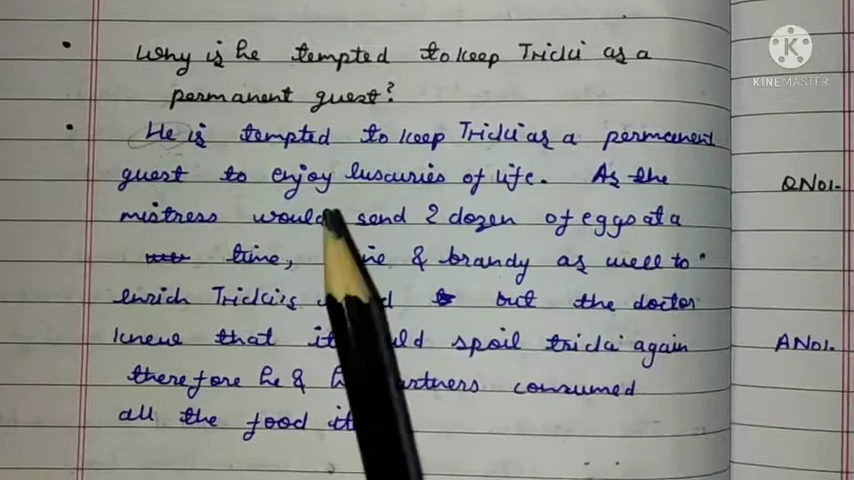 Why is he tempted to keep Tricki as a
permanent guest?
He is tempted to keep Tricki as a permanent
guest to enjoy luscuries of life. As the
QNo1.
mistress would send 2 dozen of eggs at a
time, & brandy as well to
enrich Tricki's but the doctor
knew that spoil tricki again
ANo1.
therefore he & consumed
all the food
KINEMASTER